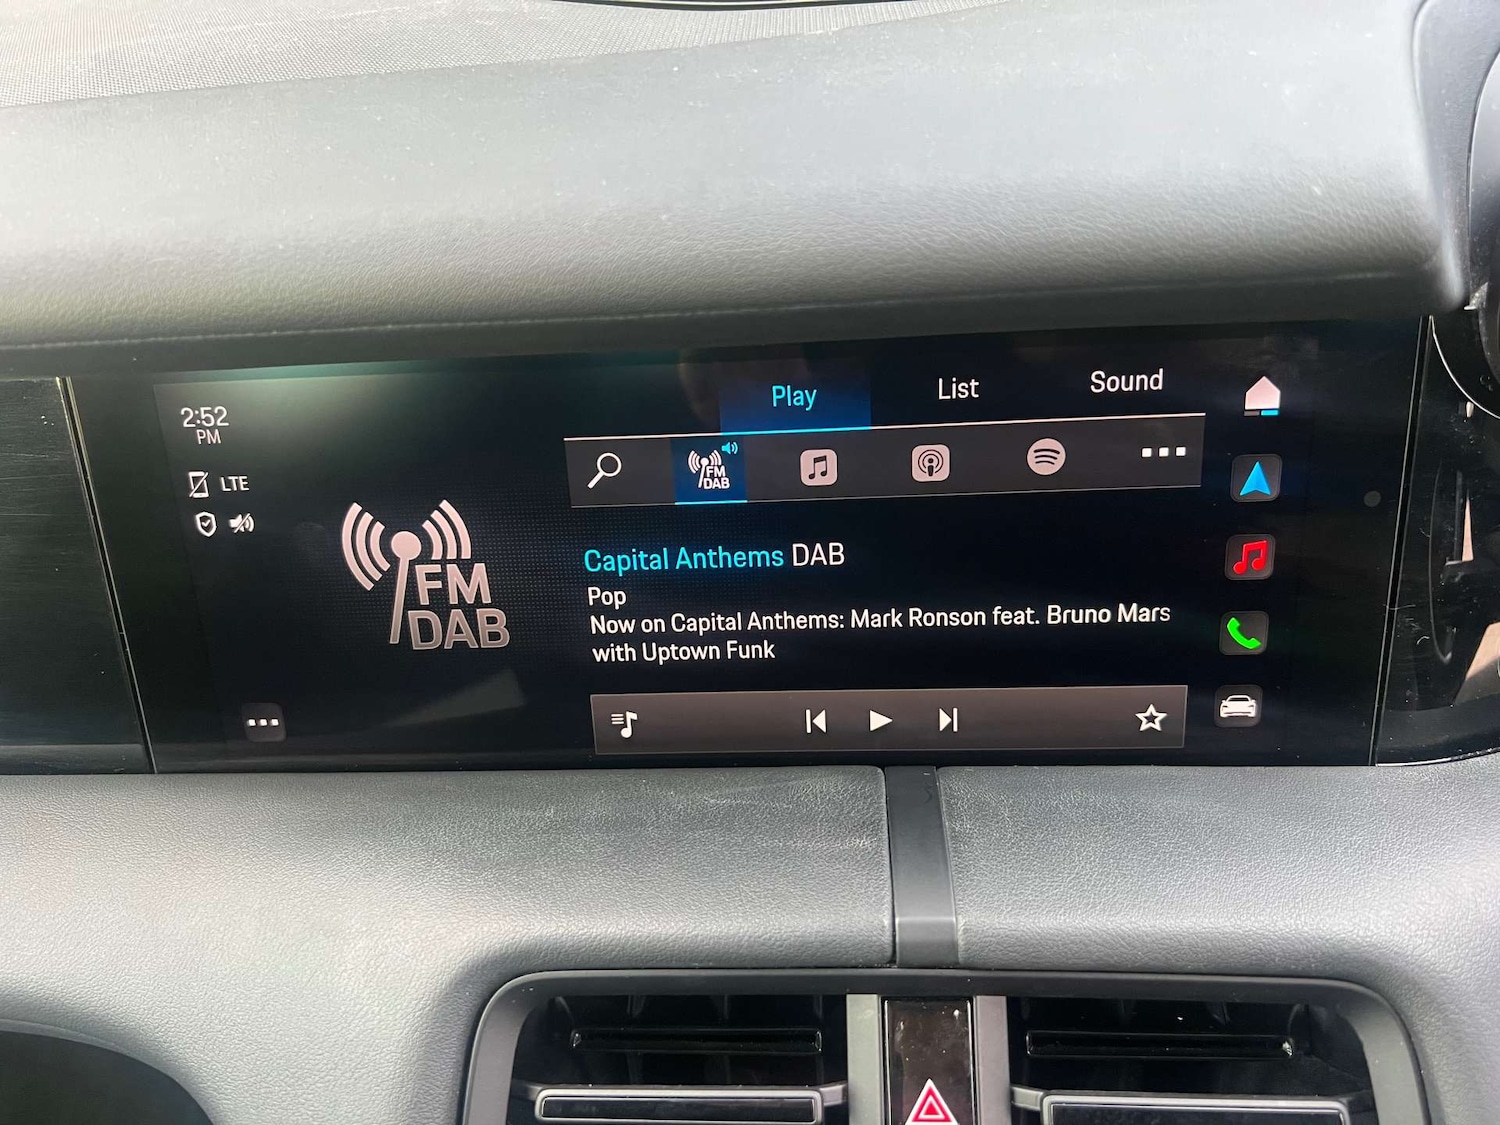 2:52
PM
LTE
Play
List
Sound
FM
DAB
FM
DAB
Capital Anthems DAB
Pop
Now on Capital Anthems: Mark Ronson feat. Bruno Mars
with Uptown Funk